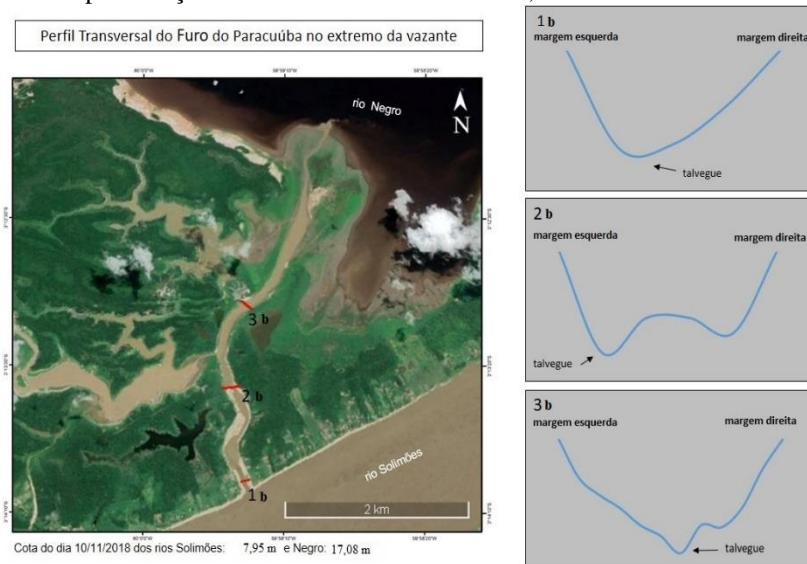 Perfil Transversal do Furo do Paracuúba no extremo da vazante
rio Negro
N
3 b
2 b
1 b
rio Solimões
2 km
Cota do dia 10/11/2018 dos rios Solimões: 7,95 m e Negro: 17,08 m
1 b
margem esquerda margem direita
talvegue
2 b
margem esquerda margem direita
talvegue
3 b
margem esquerda margem direita
talvegue